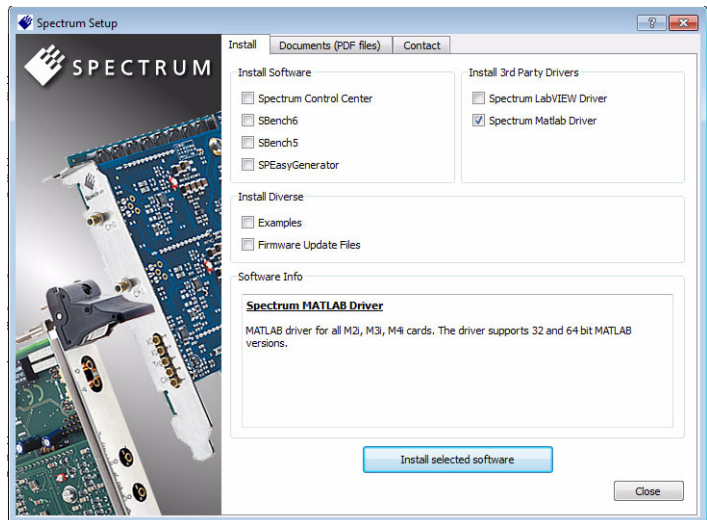 Spectrum Setup
SPECTRUM
Install
Documents (PDF files)
Contact
Install Software
Spectrum Control Center
SBench6
SBench5
SPEasyGenerator
Install 3rd Party Drivers
Spectrum LabVIEW Driver
Spectrum Matlab Driver
Install Diverse
Examples
Firmware Update Files
Software Info
Spectrum MATLAB Driver
MATLAB driver for all M2i, M3i, M4i cards. The driver supports 32 and 64 bit MATLAB
versions.
Install selected software
Close